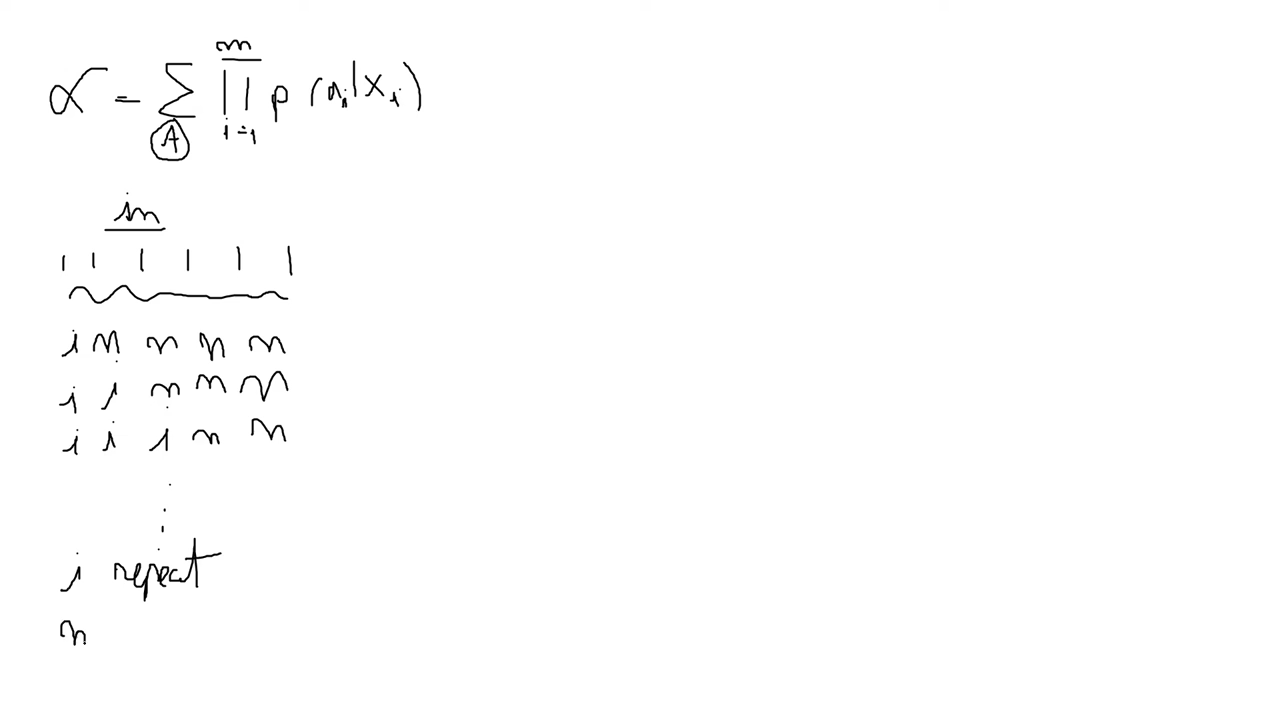 α = Σ_A ∏_{i=1}^{m} p(a_i|x_i)
in
i n n n n
i i n n n
i i i n n
⋮
i repeat
n